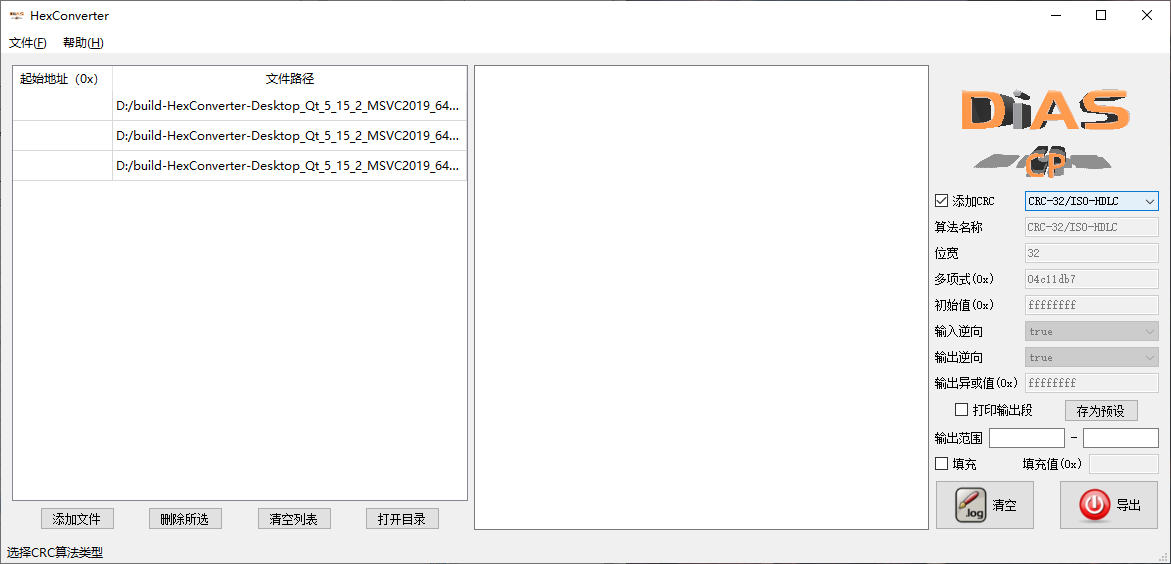 HexConverter
文件(F) 帮助(H)
起始地址（0x） 文件路径
D:/build-HexConverter-Desktop_Qt_5_15_2_MSVC2019_64...
D:/build-HexConverter-Desktop_Qt_5_15_2_MSVC2019_64...
D:/build-HexConverter-Desktop_Qt_5_15_2_MSVC2019_64...
添加文件 删除所选 清空列表 打开目录
DiAS
CP
添加CRC CRC-32/ISO-HDLC
算法名称 CRC-32/ISO-HDLC
位宽 32
多项式(0x) 04c11db7
初始值(0x) ffffffff
输入逆向 true
输出逆向 true
输出异或值(0x) ffffffff
打印输出段 存为预设
输出范围 -
填充 填充值(0x)
.log 清空 导出
选择CRC算法类型